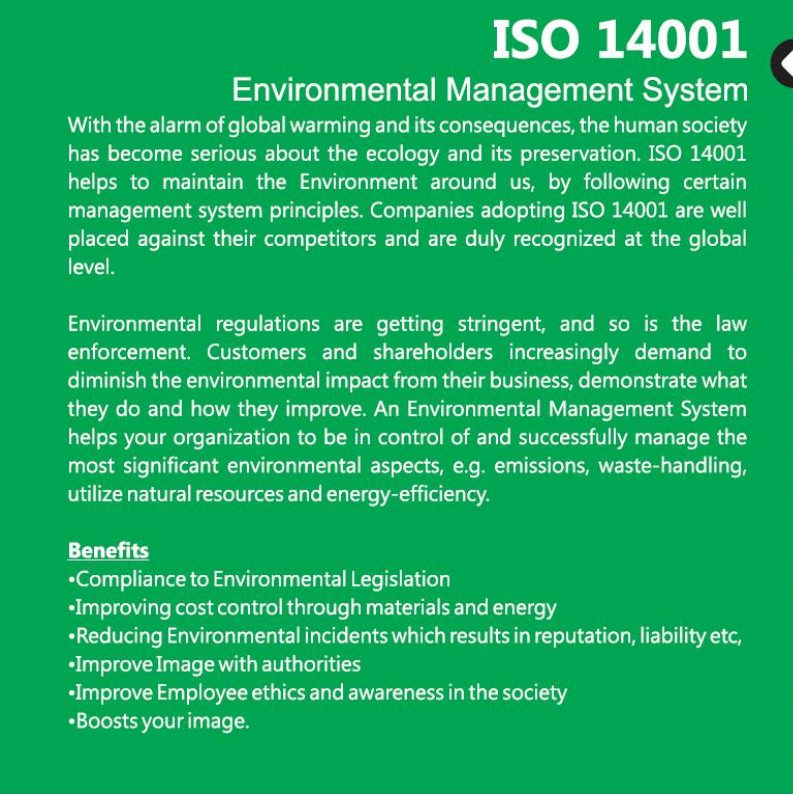 ISO 14001
Environmental Management System
With the alarm of global warming and its consequences, the human society
has become serious about the ecology and its preservation. ISO 14001
helps to maintain the Environment around us, by following certain
management system principles. Companies adopting ISO 14001 are well
placed against their competitors and are duly recognized at the global
level.
Environmental regulations are getting stringent, and so is the law
enforcement. Customers and shareholders increasingly demand to
diminish the environmental impact from their business, demonstrate what
they do and how they improve. An Environmental Management System
helps your organization to be in control of and successfully manage the
most significant environmental aspects, e.g. emissions, waste-handling,
utilize natural resources and energy-efficiency.
Benefits
•Compliance to Environmental Legislation
•Improving cost control through materials and energy
•Reducing Environmental incidents which results in reputation, liability etc,
•Improve Image with authorities
•Improve Employee ethics and awareness in the society
•Boosts your image.